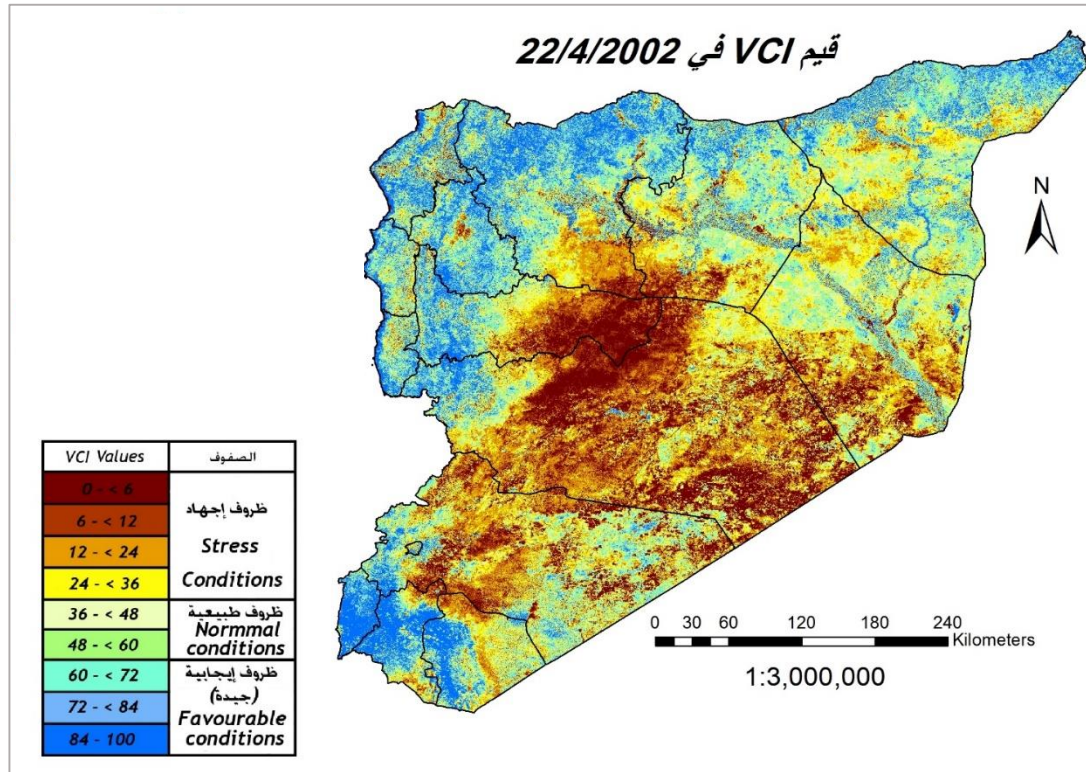 قيم VCI في 22/4/2002
N
VCI Values
الصفوف
0 - < 6
6 - < 12
12 - < 24
24 - < 36
ظروف إجهاد
Stress
Conditions
36 - < 48
48 - < 60
ظروف طبيعية
Normmal
conditions
60 - < 72
72 - < 84
84 - 100
ظروف إيجابية
(جيدة)
Favourable
conditions
0 30 60 120 180 240
Kilometers
1:3,000,000